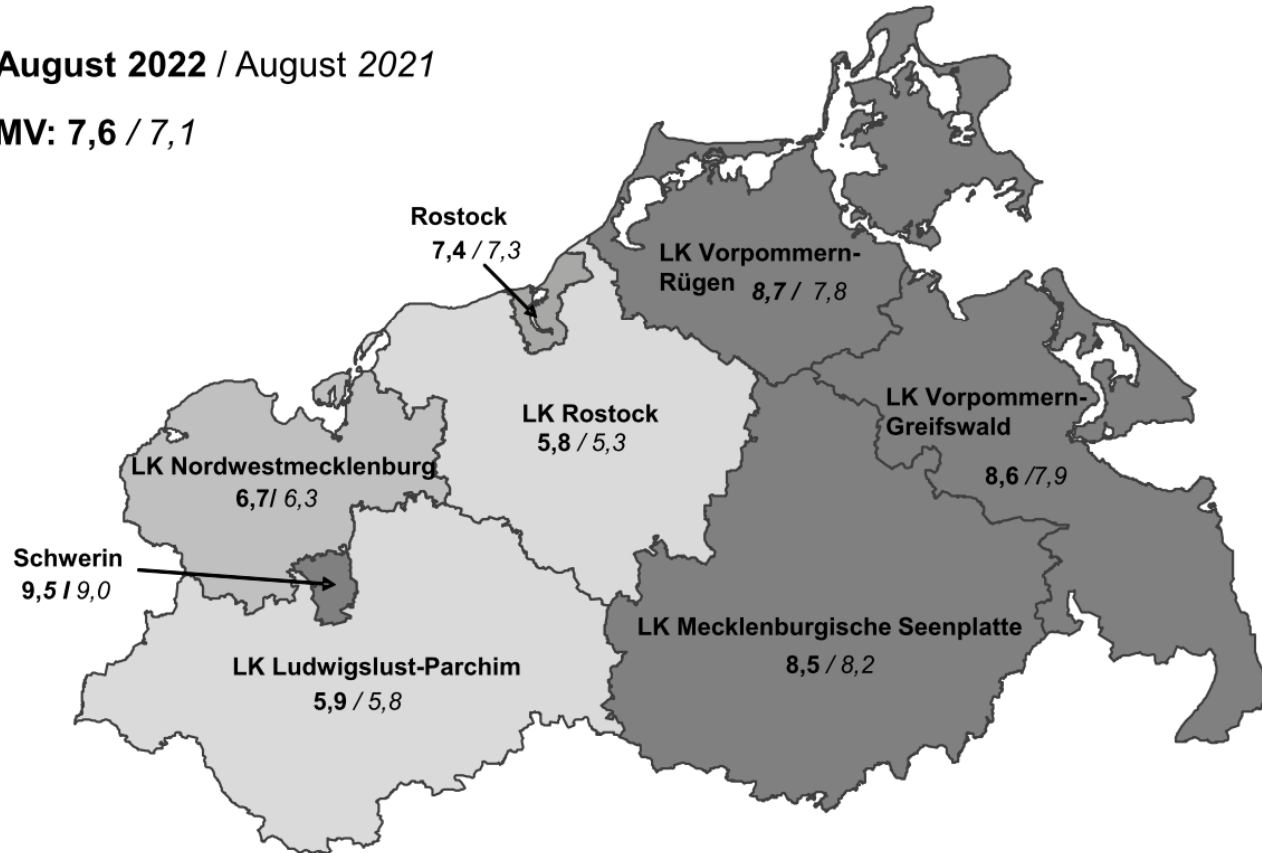 August 2022 / August 2021
MV: 7,6 / 7,1
Rostock
7,4 / 7,3
LK Vorpommern-
Rügen 8,7 / 7,8
LK Vorpommern-
Greifswald
8,6 /7,9
LK Rostock
5,8 / 5,3
LK Nordwestmecklenburg
6,7/ 6,3
Schwerin
9,5 / 9,0
LK Mecklenburgische Seenplatte
8,5 / 8,2
LK Ludwigslust-Parchim
5,9 / 5,8